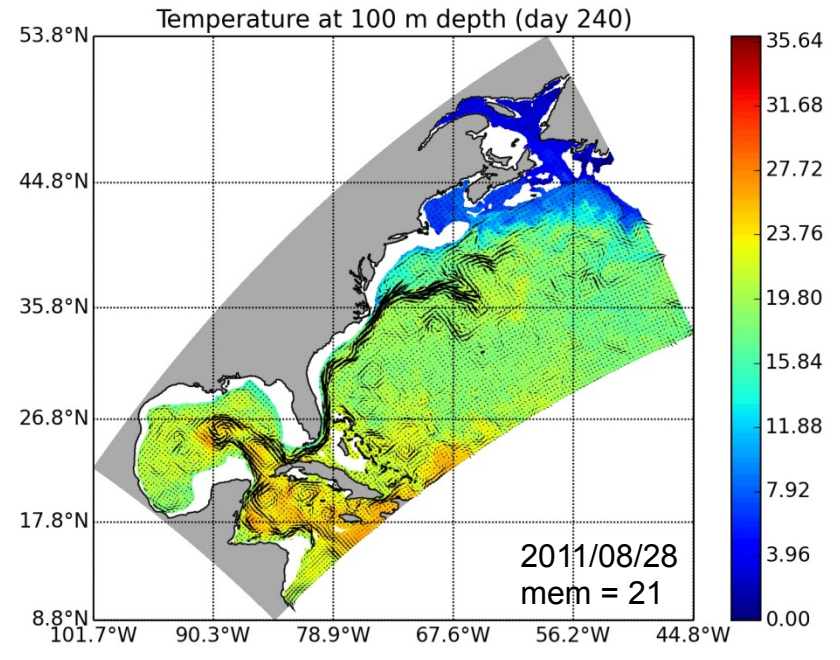 Temperature at 100 m depth (day 240)
53.8°N
44.8°N
35.8°N
26.8°N
17.8°N
8.8°N
101.7°W
90.3°W
78.9°W
67.6°W
56.2°W
44.8°W
2011/08/28
mem = 21
35.64
31.68
27.72
23.76
19.80
15.84
11.88
7.92
3.96
0.00